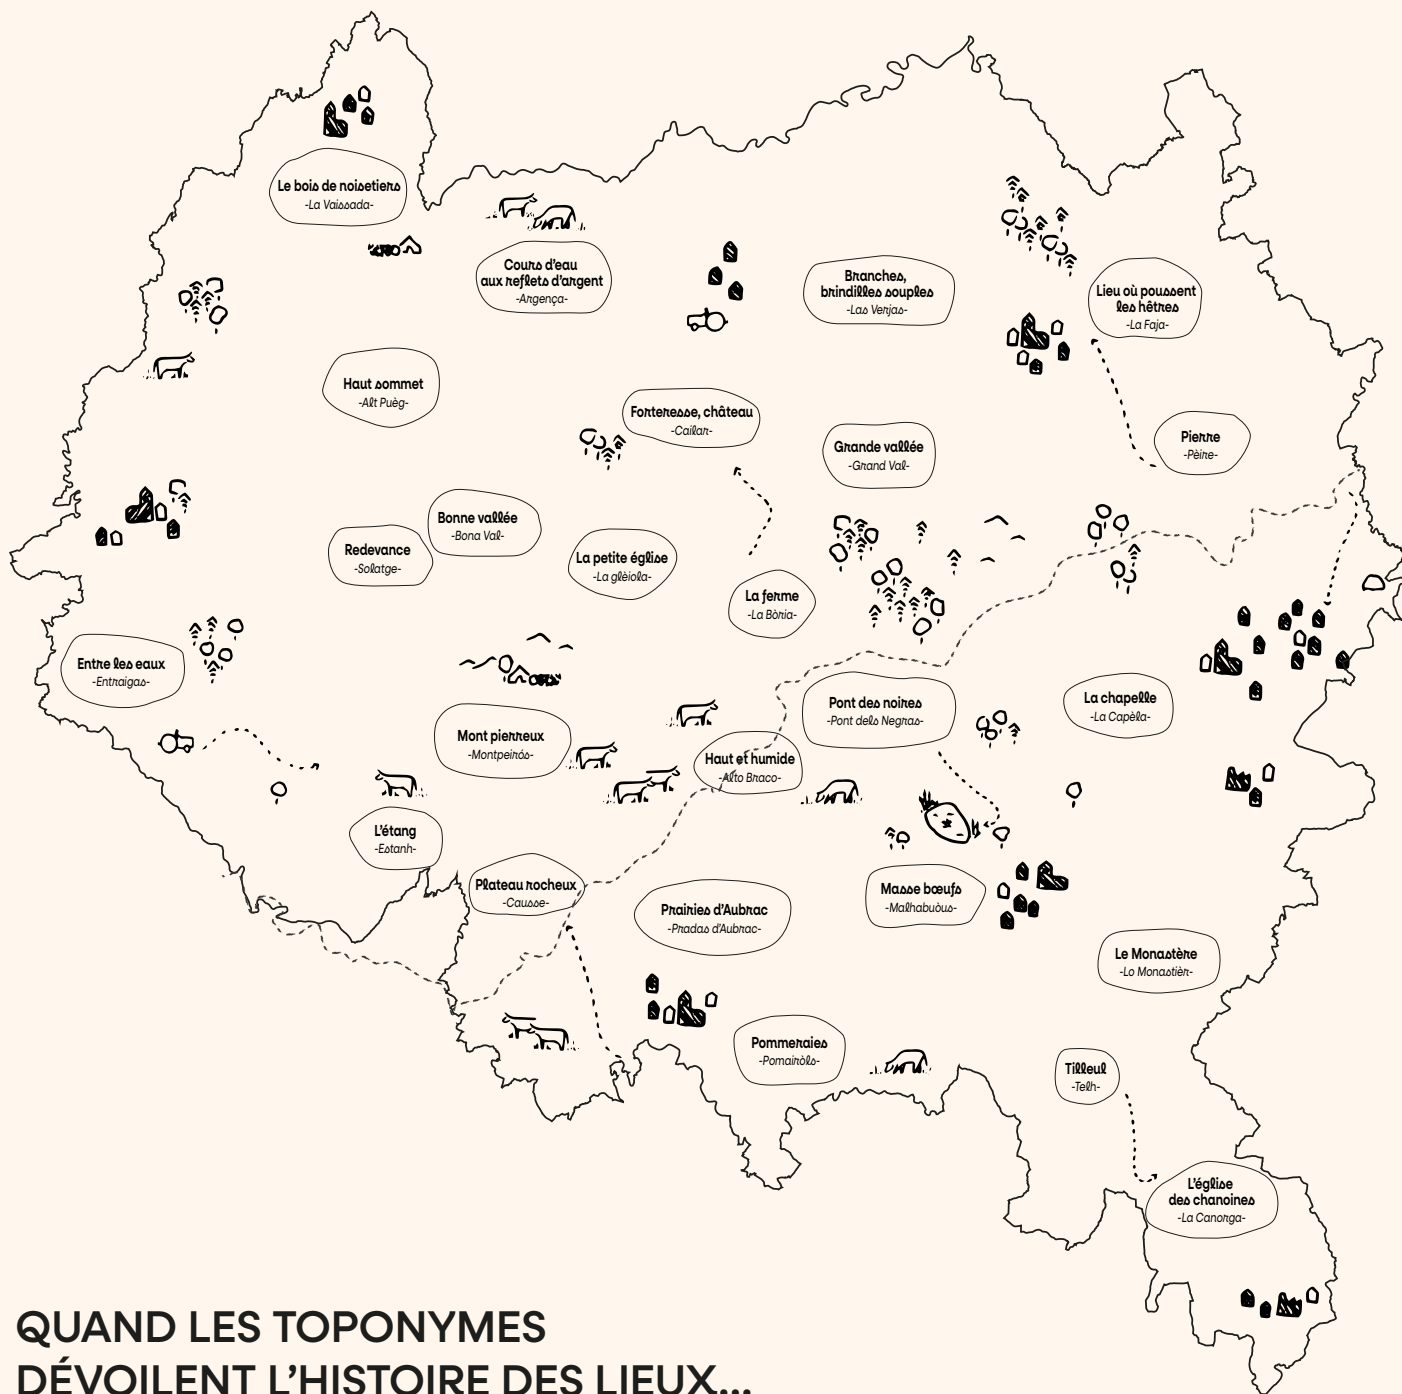 Le bois de noisetiers
-La Vaissada-
Cours d'eau
aux reflets d'argent
-Argença-
Branches,
brindilles souples
-Las Verjas-
Lieu où poussent
les hêtres
-La Faja-
Haut sommet
-Alt Puèg-
Forteresse, château
-Cailar-
Grande vallée
-Grand Val-
Pierre
-Pèire-
Bonne vallée
-Bona Val-
Redevance
-Solatge-
La petite église
-La glèiola-
La ferme
-La Bòria-
Entre les eaux
-Entraigas-
Mont pierreux
-Montpeirós-
Haut et humide
-Alto Braco-
Pont des noires
-Pont dels Negras-
La chapelle
-La Capèla-
L'étang
-Estanh-
Plateau rocheux
-Causse-
Prairies d'Aubrac
-Pradas d'Aubrac-
Masse bœufs
-Malhabuòus-
Le Monastère
-Lo Monastièr-
Pommeraies
-Pomairòls-
Tilleul
-Telh-
L'église
des chanoines
-La Canorga-
QUAND LES TOPONYMES
DÉVOILENT L'HISTOIRE DES LIEUX...